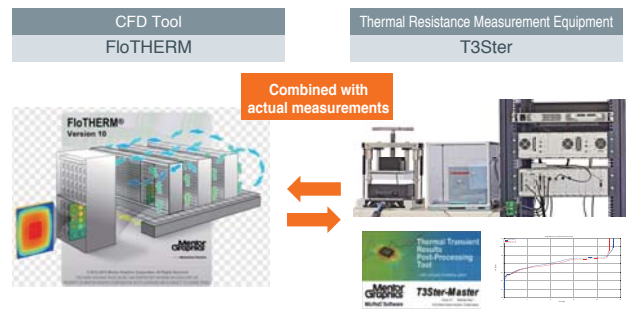 CFD Tool
FloTHERM
Thermal Resistance Measurement Equipment
T3Ster
Combined with
actual measurements
FloTHERM®
Version 10
Mentor
Graphics
Thermal Transient
Results
Post-Processing
Tool
Mentor
Graphics
T3Ster-Master
MicReD Software